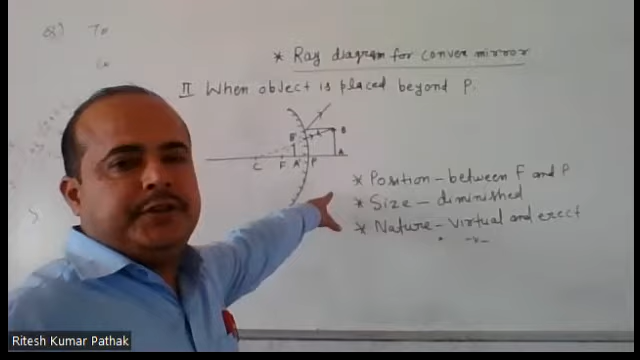 * Ray diagram for convex mirror
II When object is placed beyond P.
B
B'
A
C F A' P
* Position - between F and P
* Size - diminished
* Nature - virtual and erect
Ritesh Kumar Pathak